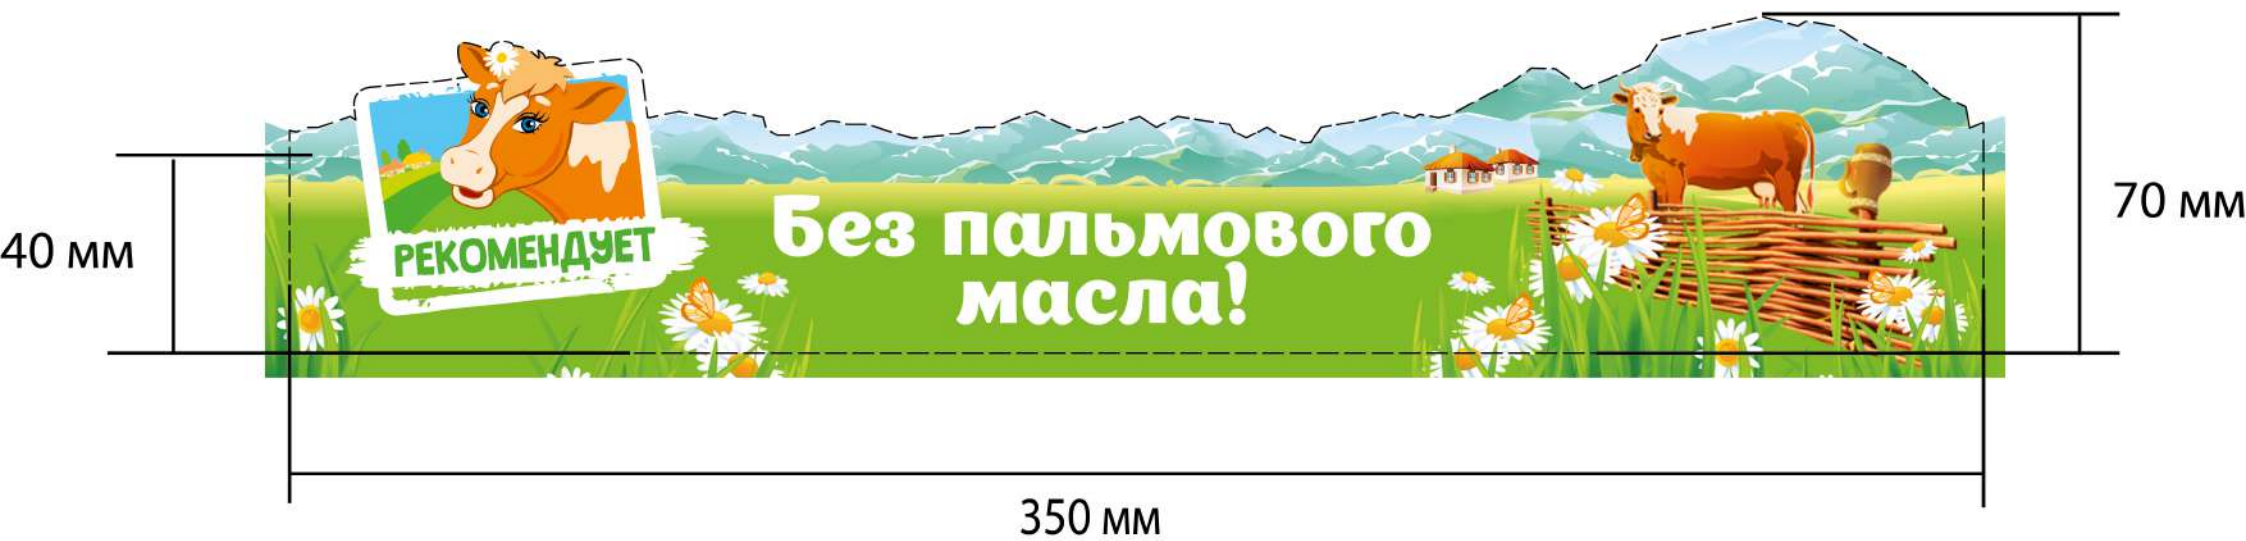 РЕКОМЕНДУЕТ
Без пальмового
масла!
40 мм
70 мм
350 мм